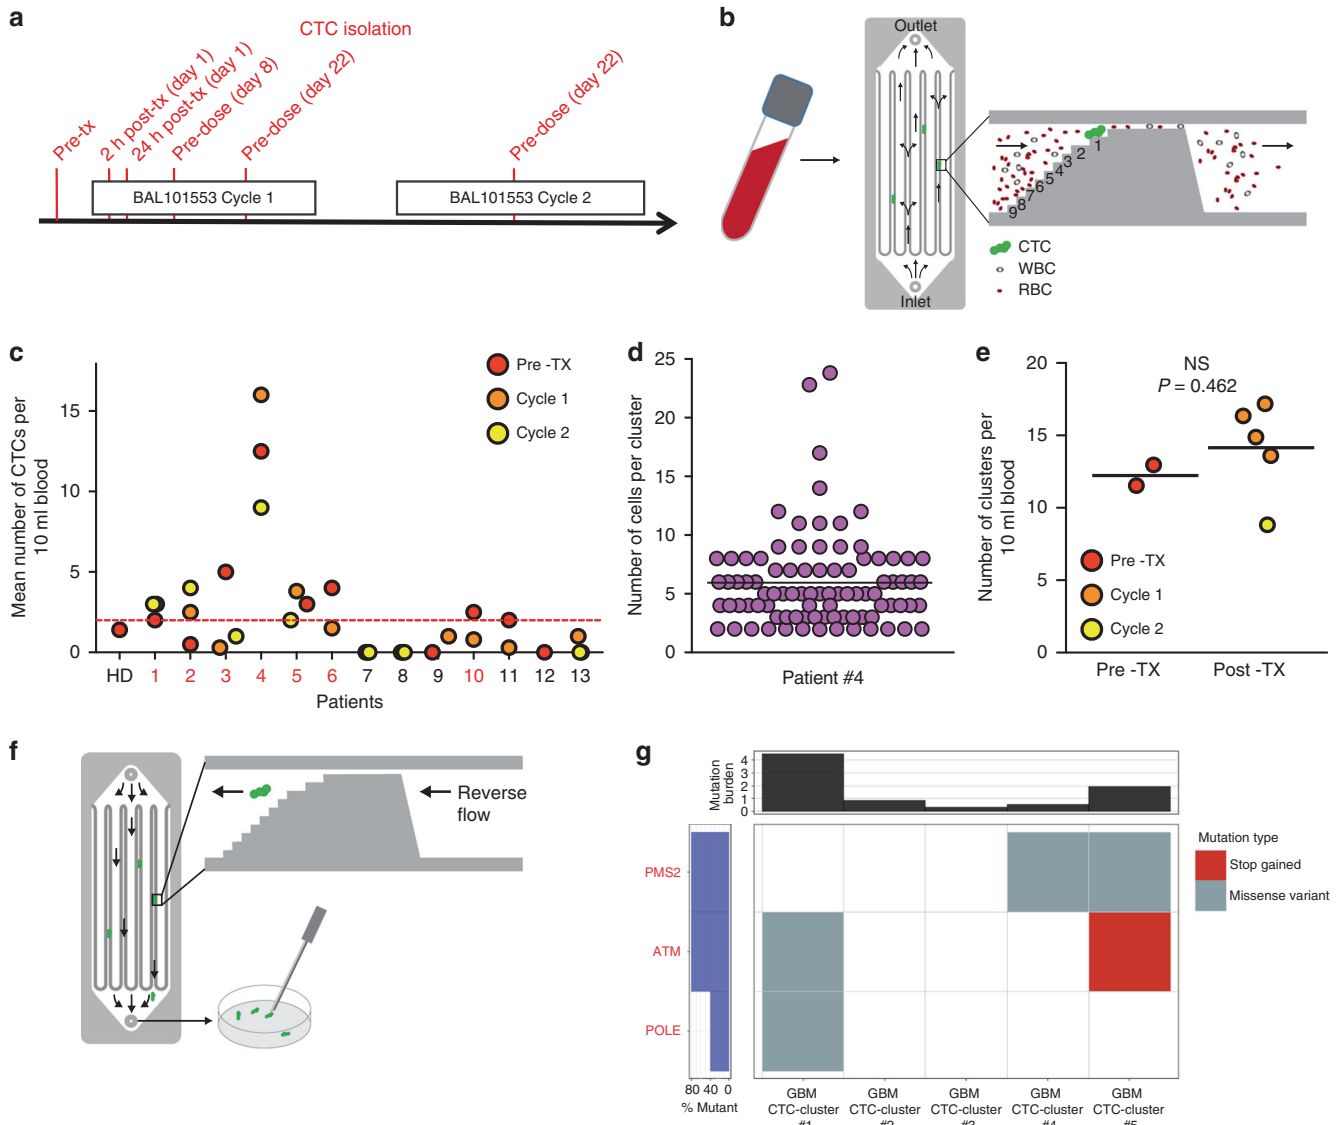 a
CTC isolation
Pre-tx
2 h post-tx (day 1)
24 h post-tx (day 1)
Pre-dose (day 8)
Pre-dose (day 22)
Pre-dose (day 22)
BAL101553 Cycle 1
BAL101553 Cycle 2
b
Outlet
Inlet
1
2
3
4
5
6
7
8
9
CTC
WBC
RBC
c
Mean number of CTCs per
10 ml blood
15
10
5
0
Pre -TX
Cycle 1
Cycle 2
HD 1 2 3 4 5 6 7 8 9 10 11 12 13
Patients
d
Number of cells per cluster
25
20
15
10
5
0
Patient #4
e
Number of clusters per
10 ml blood
20
15
10
5
0
NS
P = 0.462
Pre -TX
Cycle 1
Cycle 2
Pre -TX Post -TX
f
Reverse
flow
g
Mutation
burden
4
3
2
1
0
PMS2
ATM
POLE
80 40 0
% Mutant
Mutation type
Stop gained
Missense variant
GBM
CTC-cluster
#1
GBM
CTC-cluster
#2
GBM
CTC-cluster
#3
GBM
CTC-cluster
#4
GBM
CTC-cluster
#5